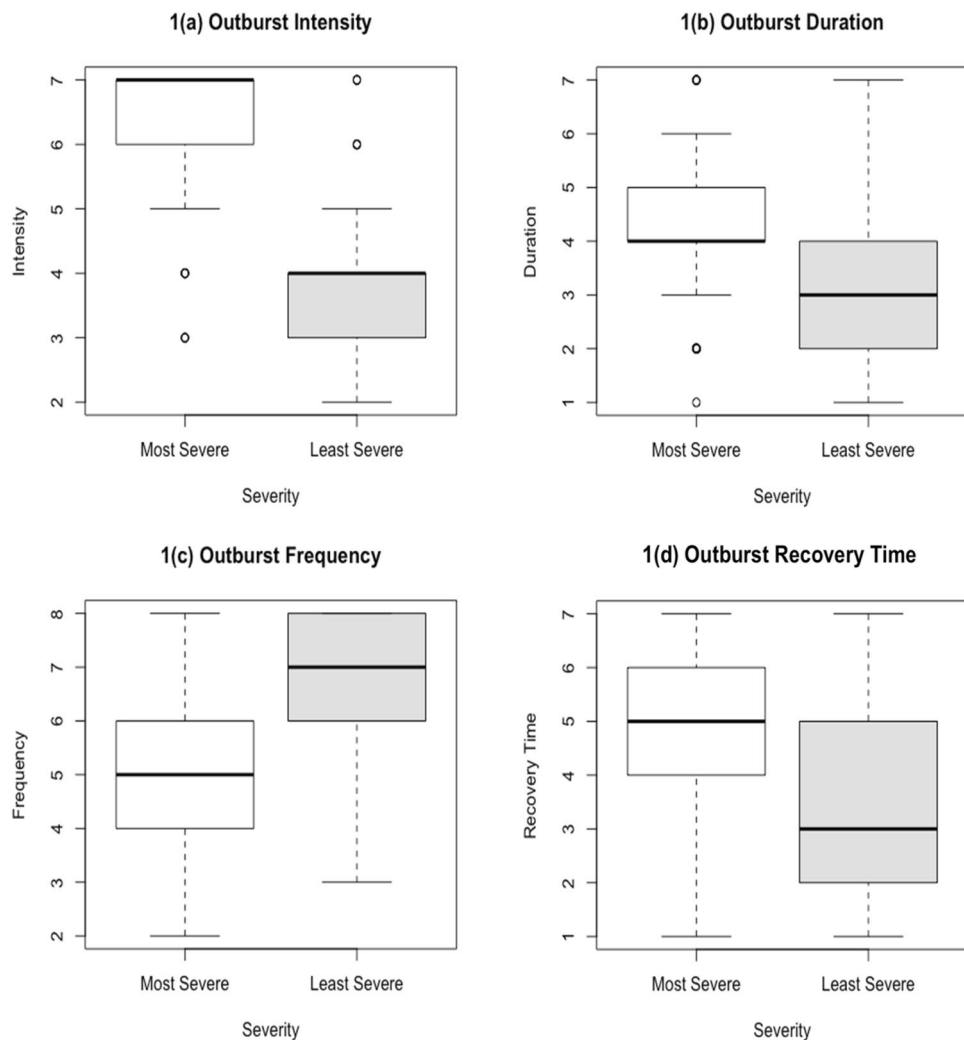 1(a) Outburst Intensity
Intensity
7
6
5
4
3
2
Most Severe Least Severe
Severity
1(b) Outburst Duration
Duration
7
6
5
4
3
2
1
Most Severe Least Severe
Severity
1(c) Outburst Frequency
Frequency
8
7
6
5
4
3
2
Most Severe Least Severe
Severity
1(d) Outburst Recovery Time
Recovery Time
7
6
5
4
3
2
1
Most Severe Least Severe
Severity